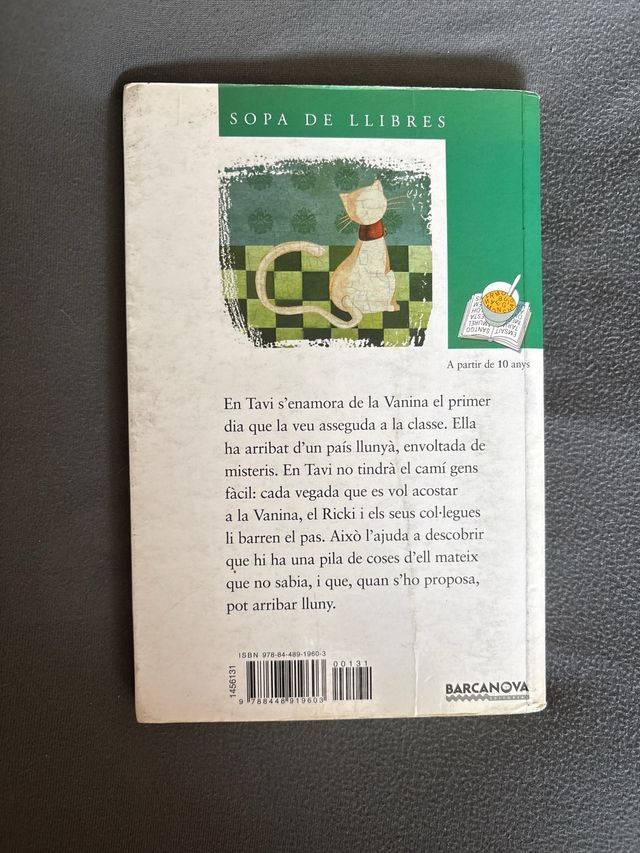 SOPA DE LLIBRES
A partir de 10 anys
En Tavi s'enamora de la Vanina el primer
dia que la veu asseguda a la classe. Ella
ha arribat d'un país llunyà, envoltada de
misteris. En Tavi no tindrà el camí gens
fàcil: cada vegada que es vol acostar
a la Vanina, el Ricki i els seus col·legues
li barren el pas. Això l'ajuda a descobrir
que hi ha una pila de coses d'ell mateix
que no sabia, i que, quan s'ho proposa,
pot arribar lluny.
ISBN 978-84-489-1960-3
1456131
00131
9 788448 919603
BARCANOVA